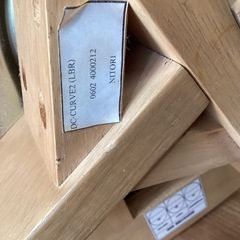 DC-CURVE2 (LBR)
0602 4000212
NITORI